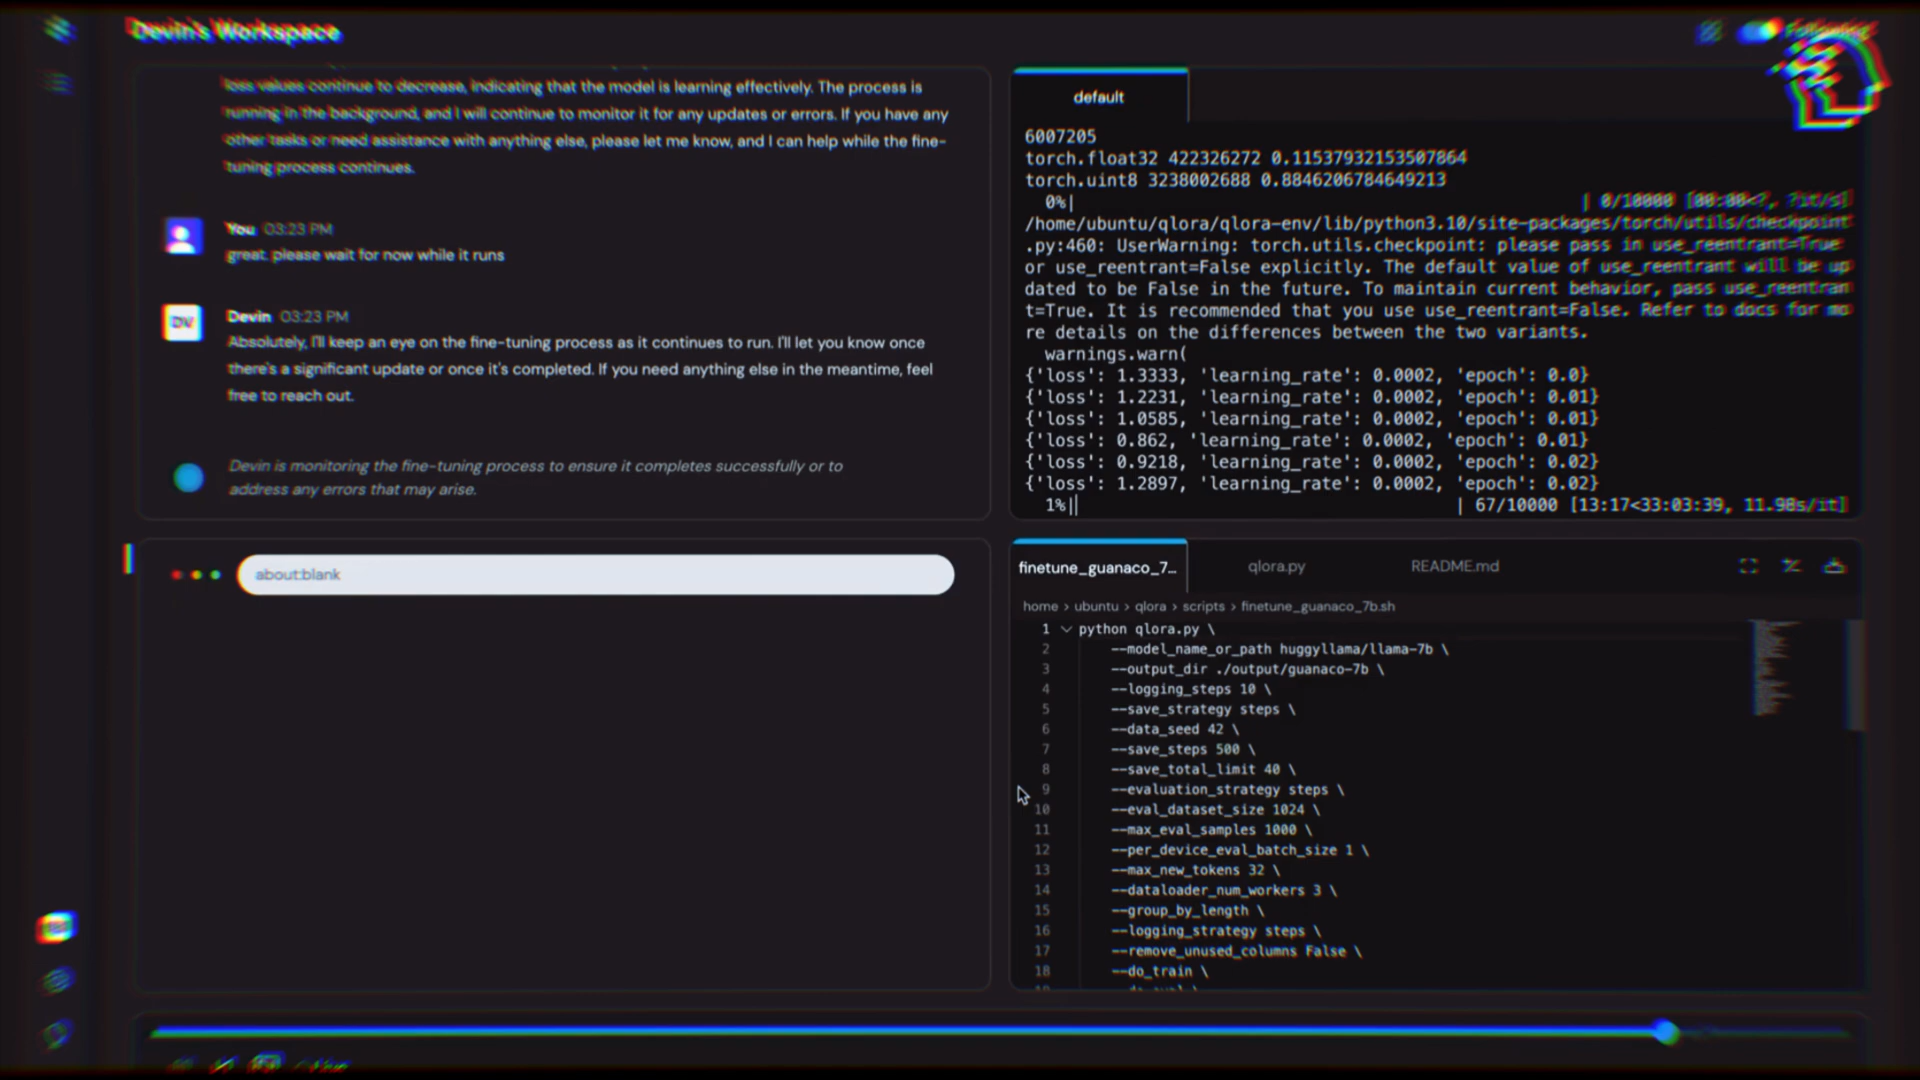 Devin's Workspace
Following
loss values continue to decrease, indicating that the model is learning effectively. The process is
running in the background, and I will continue to monitor it for any updates or errors. If you have any
other tasks or need assistance with anything else, please let me know, and I can help while the fine-
tuning process continues.
You 03:23 PM
great. please wait for now while it runs
DV
Devin 03:23 PM
Absolutely, I'll keep an eye on the fine-tuning process as it continues to run. I'll let you know once
there's a significant update or once it's completed. If you need anything else in the meantime, feel
free to reach out.
Devin is monitoring the fine-tuning process to ensure it completes successfully or to
address any errors that may arise.
default
6007205
torch.float32 422326272 0.11537932153507864
torch.uint8 3238002688 0.8846206784649213
0%| | 0/10000 [00:00<?, ?it/s]
/home/ubuntu/qlora/qlora-env/lib/python3.10/site-packages/torch/utils/checkpoint
.py:460: UserWarning: torch.utils.checkpoint: please pass in use_reentrant=True
or use_reentrant=False explicitly. The default value of use_reentrant will be up
dated to be False in the future. To maintain current behavior, pass use_reentran
t=True. It is recommended that you use use_reentrant=False. Refer to docs for mo
re details on the differences between the two variants.
warnings.warn(
{'loss': 1.3333, 'learning_rate': 0.0002, 'epoch': 0.0}
{'loss': 1.2231, 'learning_rate': 0.0002, 'epoch': 0.01}
{'loss': 1.0585, 'learning_rate': 0.0002, 'epoch': 0.01}
{'loss': 0.862, 'learning_rate': 0.0002, 'epoch': 0.01}
{'loss': 0.9218, 'learning_rate': 0.0002, 'epoch': 0.02}
{'loss': 1.2897, 'learning_rate': 0.0002, 'epoch': 0.02}
1%|| | 67/10000 [13:17<33:03:39, 11.98s/it]
about:blank
finetune_guanaco_7... qlora.py README.md
home > ubuntu > qlora > scripts > finetune_guanaco_7b.sh
1 python qlora.py \
2 --model_name_or_path huggyllama/llama-7b \
3 --output_dir ./output/guanaco-7b \
4 --logging_steps 10 \
5 --save_strategy steps \
6 --data_seed 42 \
7 --save_steps 500 \
8 --save_total_limit 40 \
9 --evaluation_strategy steps \
10 --eval_dataset_size 1024 \
11 --max_eval_samples 1000 \
12 --per_device_eval_batch_size 1 \
13 --max_new_tokens 32 \
14 --dataloader_num_workers 3 \
15 --group_by_length \
16 --logging_strategy steps \
17 --remove_unused_columns False \
18 --do_train \